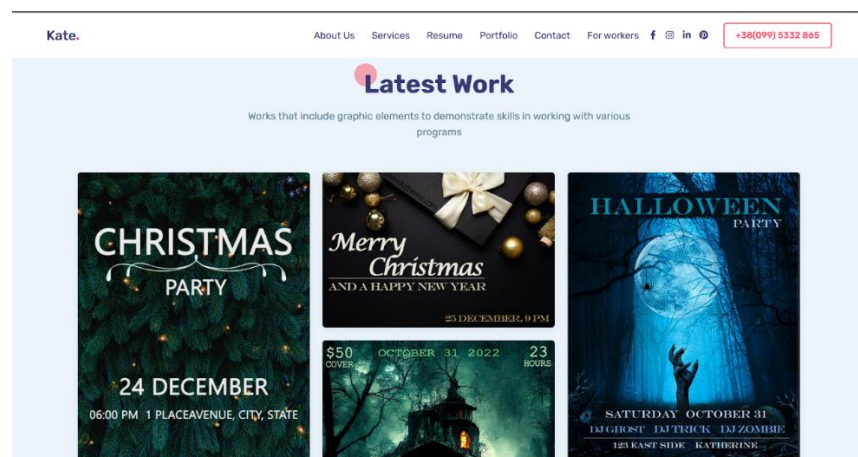 Kate.
About Us Services Resume Portfolio Contact For workers
+38(099) 5332 865
Latest Work
Works that include graphic elements to demonstrate skills in working with various
programs
CHRISTMAS
PARTY
24 DECEMBER
06:00 PM 1 PLACEAVENUE, CITY, STATE
Merry
Christmas
AND A HAPPY NEW YEAR
25 DECEMBER, 9 PM
$50
COVER
OCTOBER 31 2022
23
HOURS
HALLOWEEN
PARTY
SATURDAY OCTOBER 31
DJ GHOST DJ TRICK DJ ZOMBIE
123 EAST SIDE KATHERINE